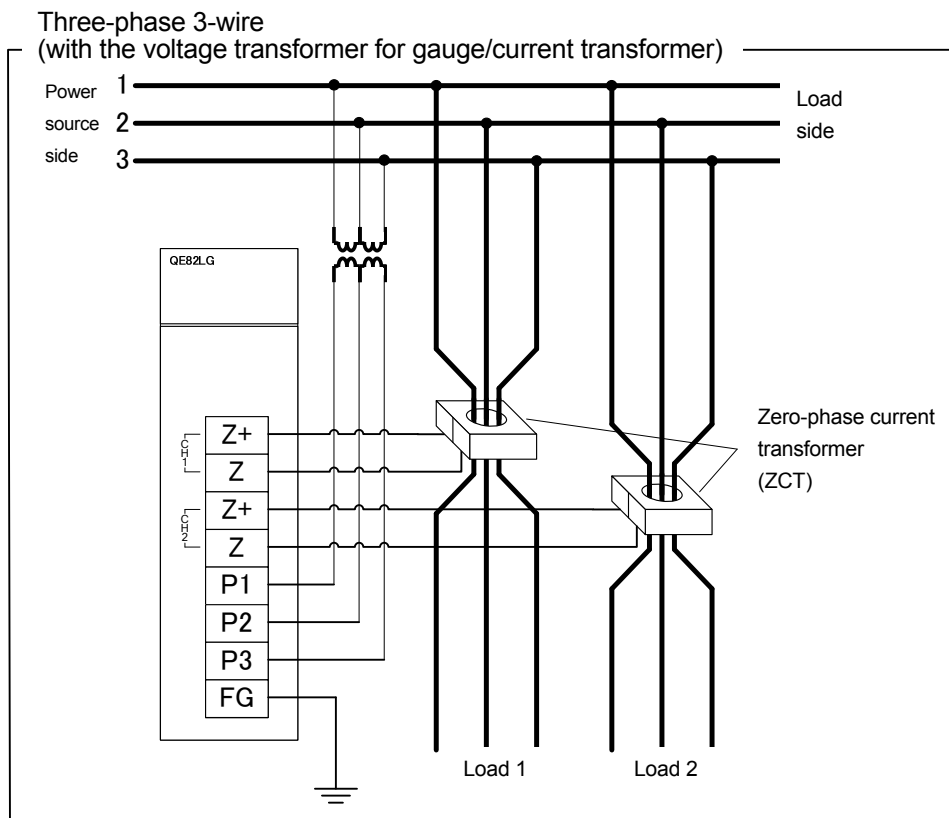 Three-phase 3-wire
(with the voltage transformer for gauge/current transformer)
Power
source
side
1
2
3
Load
side
QE82LG
CH1
Z+
Z
CH2
Z+
Z
P1
P2
P3
FG
Zero-phase current
transformer
(ZCT)
Load 1
Load 2